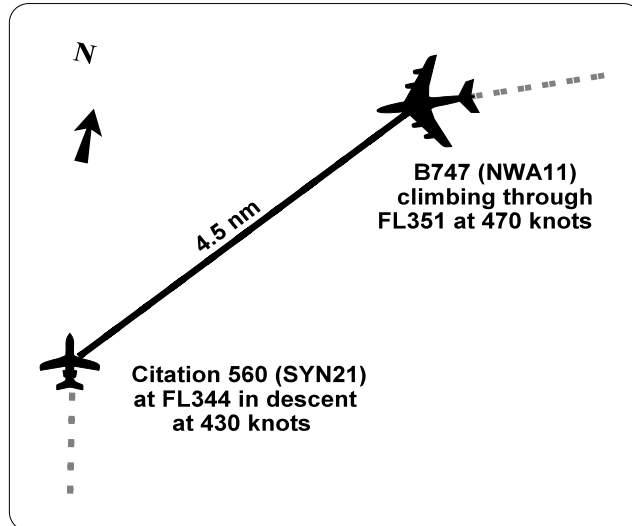 N
B747 (NWA11)
climbing through
FL351 at 470 knots
4.5 nm
Citation 560 (SYN21)
at FL344 in descent
at 430 knots